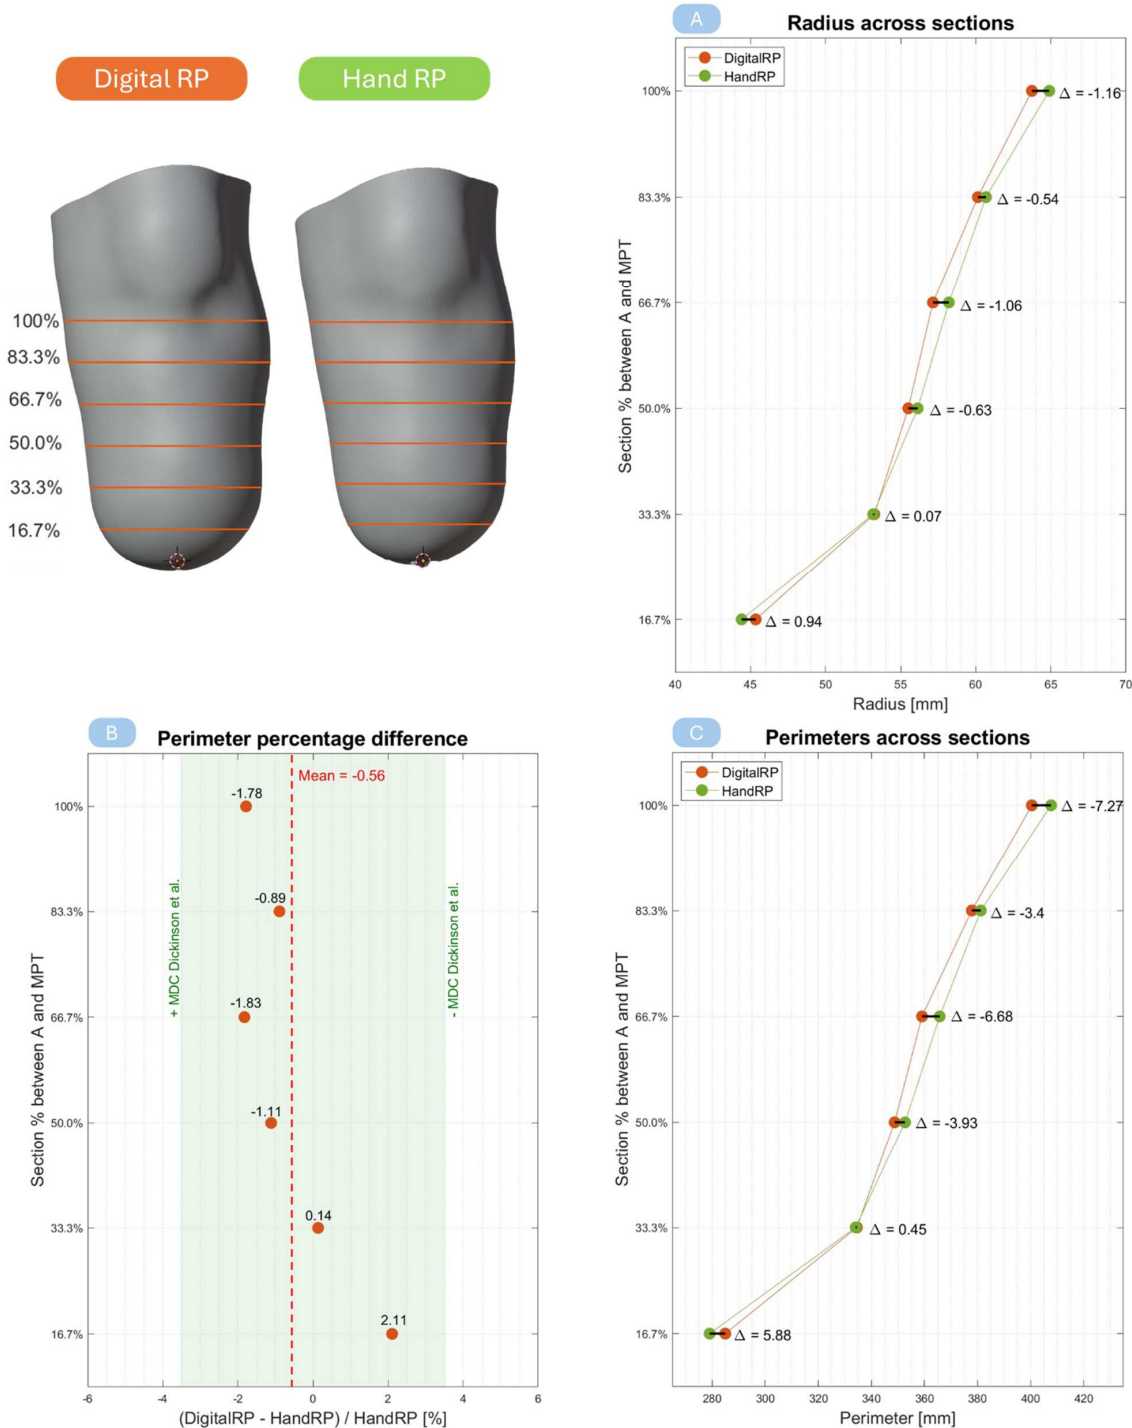 Digital RP
Hand RP
100%
83.3%
66.7%
50.0%
33.3%
16.7%
A
Radius across sections
DigitalRP
HandRP
Section % between A and MPT
100%
83.3%
66.7%
50.0%
33.3%
16.7%
Δ = -1.16
Δ = -0.54
Δ = -1.06
Δ = -0.63
Δ = 0.07
Δ = 0.94
40 45 50 55 60 65 70
Radius [mm]
B
Perimeter percentage difference
Mean = -0.56
Section % between A and MPT
100%
83.3%
66.7%
50.0%
33.3%
16.7%
-1.78
-0.89
-1.83
-1.11
0.14
2.11
+ MDC Dickinson et al.
- MDC Dickinson et al.
-6 -4 -2 0 2 4 6
(DigitalRP - HandRP) / HandRP [%]
C
Perimeters across sections
DigitalRP
HandRP
Section % between A and MPT
100%
83.3%
66.7%
50.0%
33.3%
16.7%
Δ = -7.27
Δ = -3.4
Δ = -6.68
Δ = -3.93
Δ = 0.45
Δ = 5.88
280 300 320 340 360 380 400 420
Perimeter [mm]